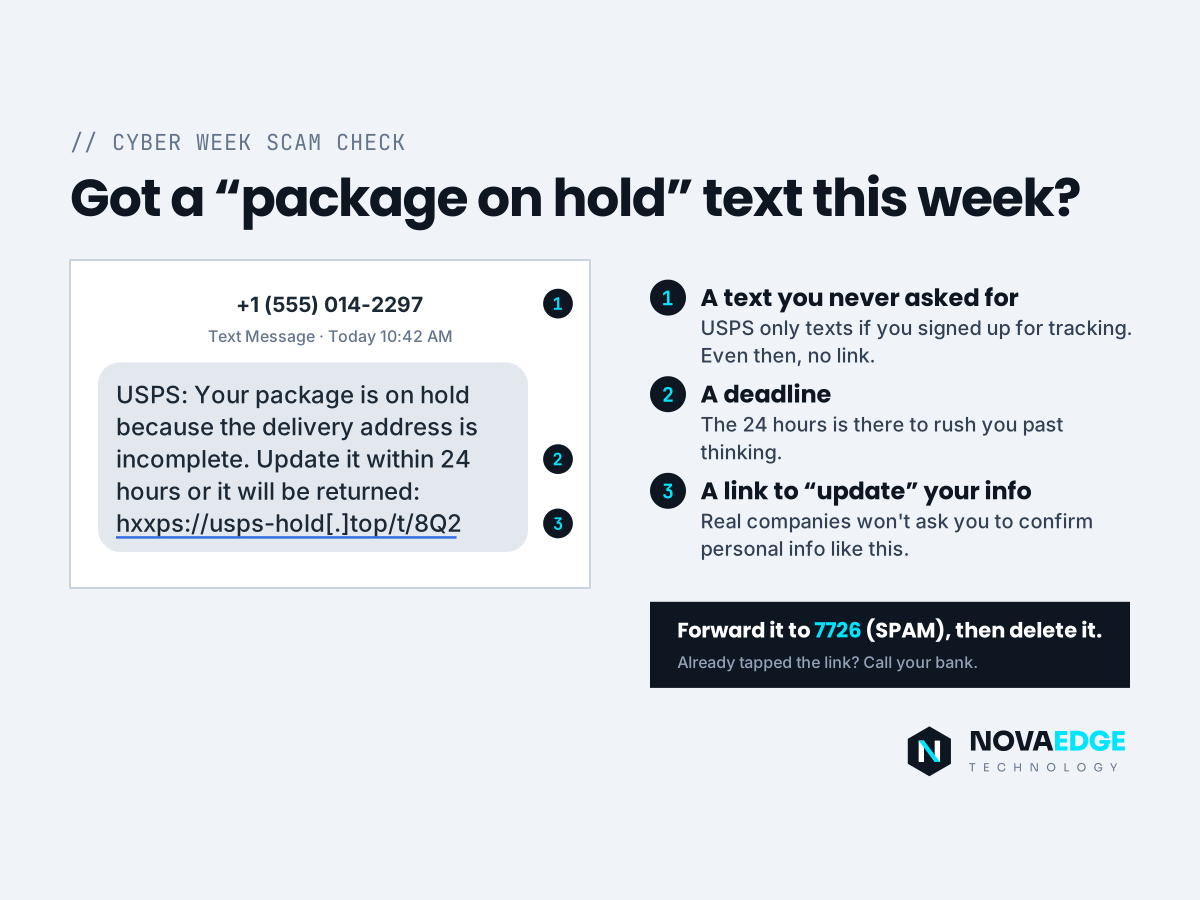 // CYBER WEEK SCAM CHECK
Got a “package on hold” text this week?
+1 (555) 014-2297
1
Text Message · Today 10:42 AM
USPS: Your package is on hold
because the delivery address is
incomplete. Update it within 24
2
hours or it will be returned:
hxxps://usps-hold[.]top/t/8Q2
3
1 A text you never asked for
USPS only texts if you signed up for tracking.
Even then, no link.
2 A deadline
The 24 hours is there to rush you past
thinking.
3 A link to “update” your info
Real companies won't ask you to confirm
personal info like this.
Forward it to 7726 (SPAM), then delete it.
Already tapped the link? Call your bank.
N
NOVAEDGE
TECHNOLOGY